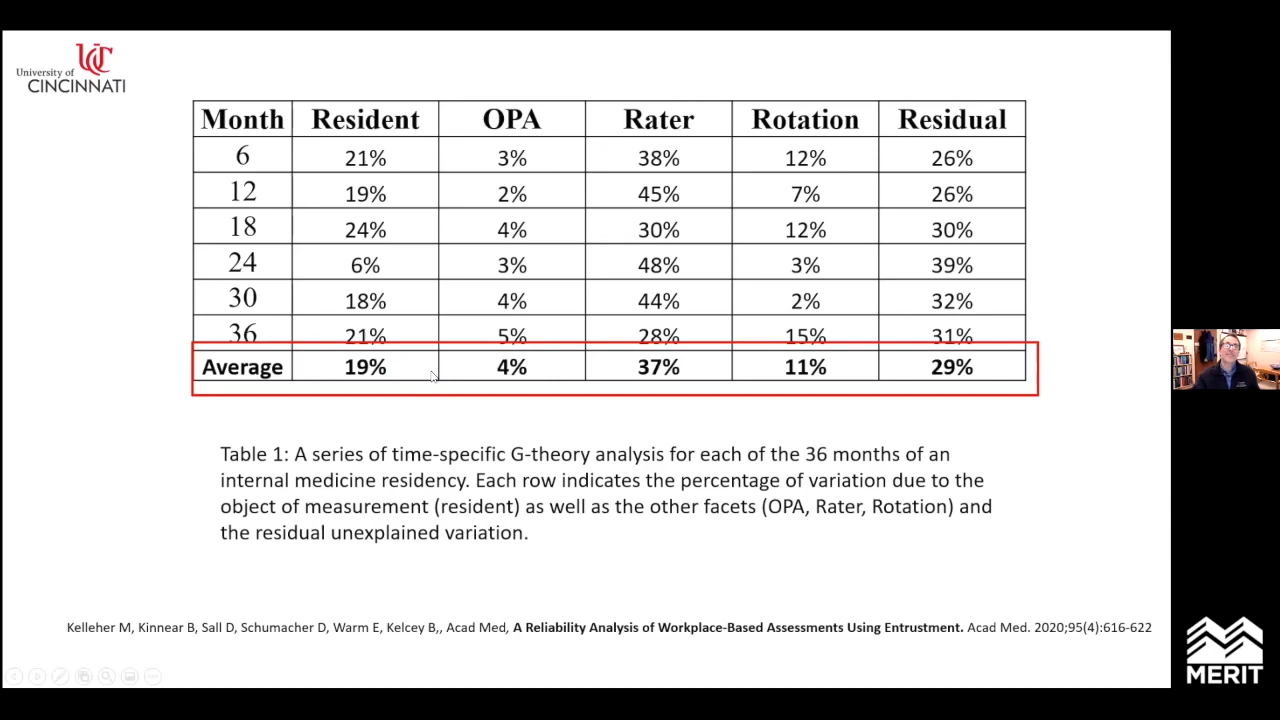 University of
CINCINNATI
Month Resident OPA Rater Rotation Residual
6 21% 3% 38% 12% 26%
12 19% 2% 45% 7% 26%
18 24% 4% 30% 12% 30%
24 6% 3% 48% 3% 39%
30 18% 4% 44% 2% 32%
36 21% 5% 28% 15% 31%
Average 19% 4% 37% 11% 29%
Table 1: A series of time-specific G-theory analysis for each of the 36 months of an
internal medicine residency. Each row indicates the percentage of variation due to the
object of measurement (resident) as well as the other facets (OPA, Rater, Rotation) and
the residual unexplained variation.
Kelleher M, Kinnear B, Sall D, Schumacher D, Warm E, Kelcey B,, Acad Med, A Reliability Analysis of Workplace-Based Assessments Using Entrustment. Acad Med. 2020;95(4):616-622
MERIT